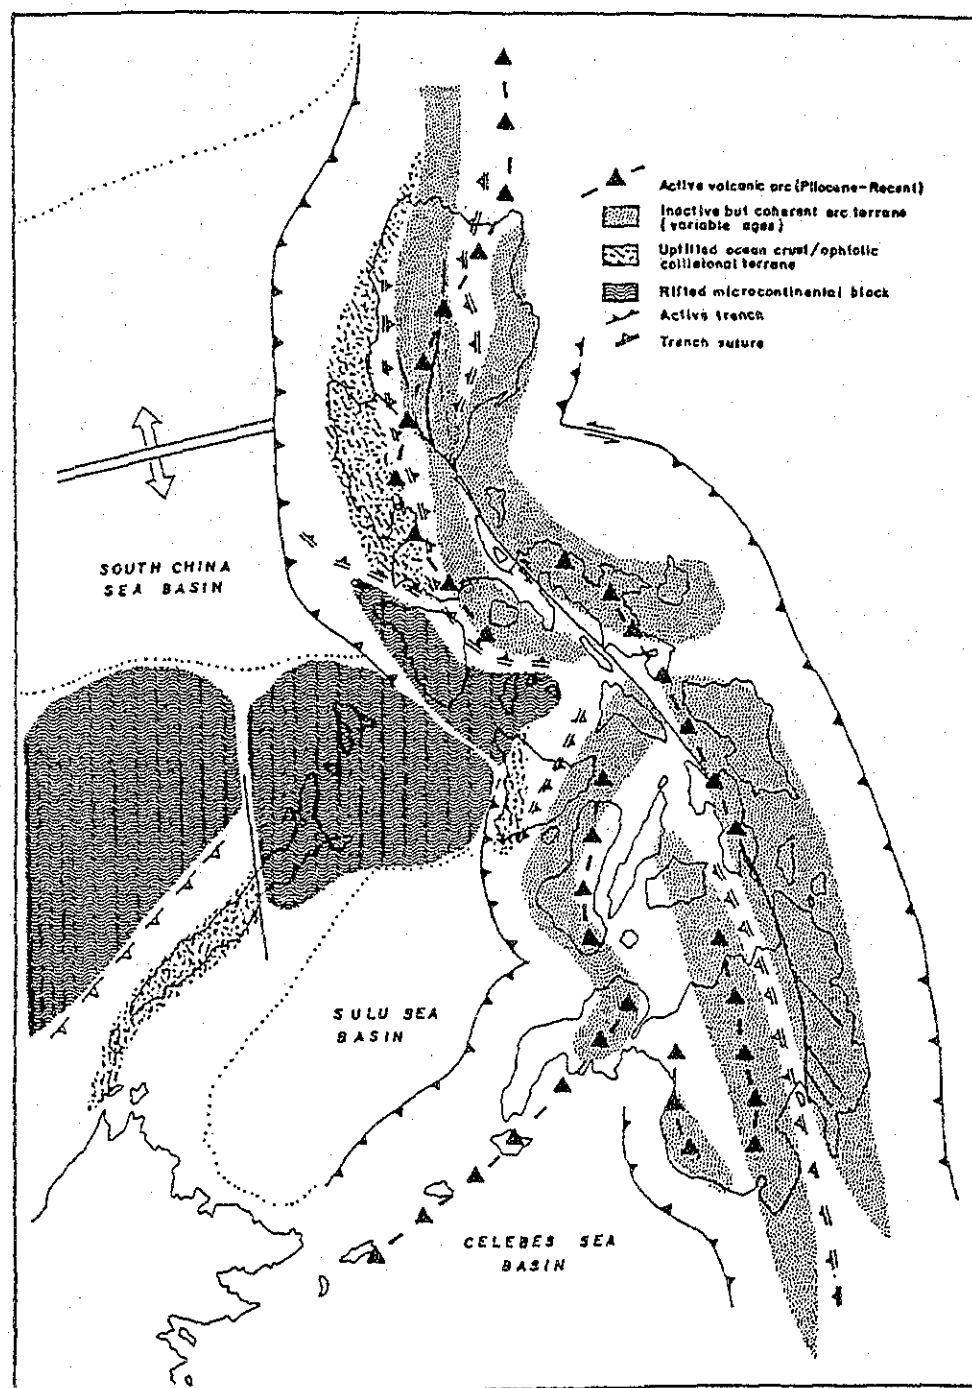 Active volcanic arc (Pliocene-Recent)
Inactive but coherent arc terrane
(variable ages)
Uplifted ocean crust/ophiolitic
collisional terrane
Rifted microcontinental block
Active trench
Trench suture
SOUTH CHINA
SEA BASIN
SULU SEA
BASIN
CELEBES SEA
BASIN